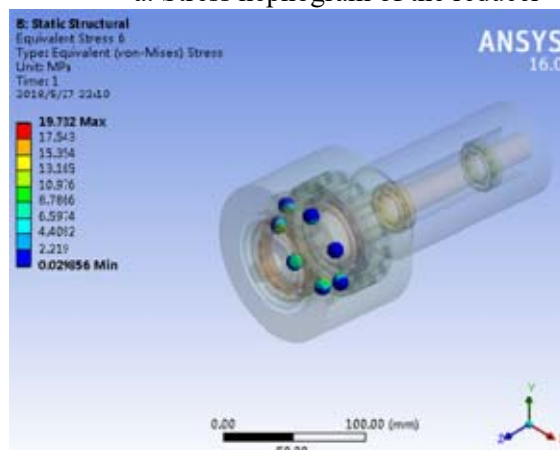 a. Stress nephogram of the reducer
B: Static Structural
Equivalent Stress 6
Type: Equivalent (von-Mises) Stress
Unit: MPa
Time: 1
2018/5/27 22:10
ANSYS
16.0
19.732 Max
17.543
15.354
13.165
10.976
8.7866
6.5974
4.4082
2.219
0.029856 Min
0.00
100.00 (mm)
50.00
Y
Z